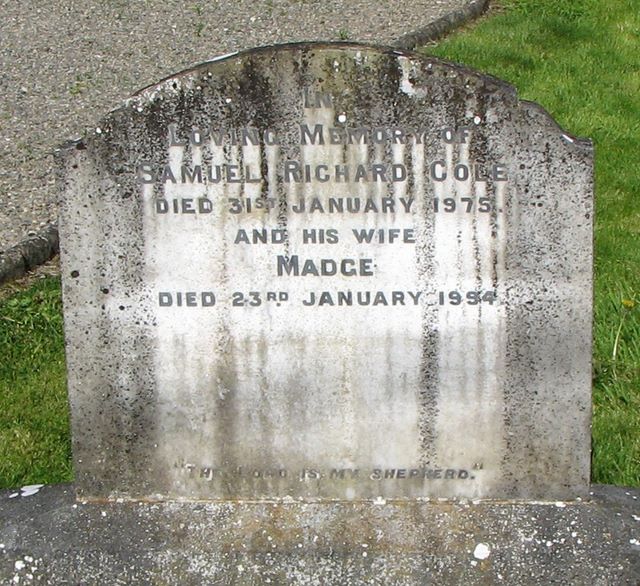 IN
LOVING MEMORY OF
SAMUEL RICHARD COLE
DIED 31ST JANUARY 1975.
AND HIS WIFE
MADGE
DIED 23RD JANUARY 1994.
"THE LORD IS MY SHEPHERD."